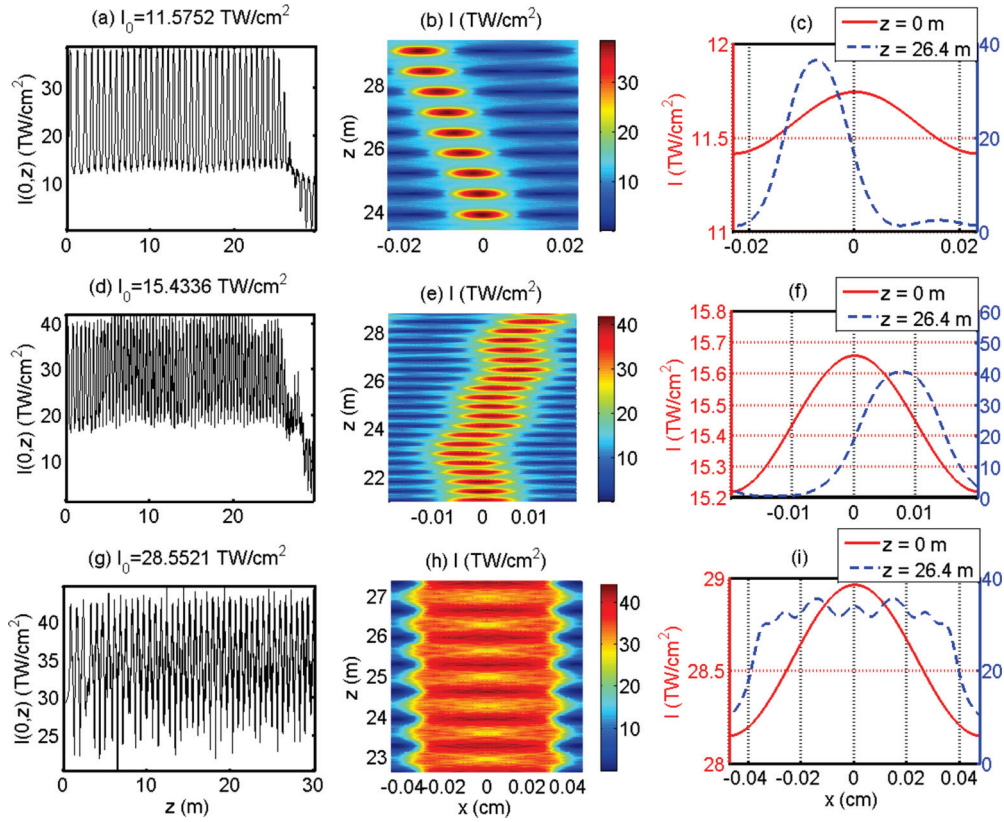 (a) I₀=11.5752 TW/cm²
I(0,z) (TW/cm²)
30
20
10
0 10 20
(b) I (TW/cm²)
z (m)
28
26
24
-0.02 0 0.02
30
20
10
(c)
z = 0 m
z = 26.4 m
I (TW/cm²)
12
11.5
11
40
20
0
-0.02 0 0.02
(d) I₀=15.4336 TW/cm²
I(0,z) (TW/cm²)
40
30
20
10
0 10 20
(e) I (TW/cm²)
z (m)
28
27
26
25
24
23
22
-0.01 0 0.01
40
30
20
10
(f)
z = 0 m
z = 26.4 m
I (TW/cm²)
15.8
15.7
15.6
15.5
15.4
15.3
15.2
60
50
40
30
20
10
0
-0.01 0 0.01
(g) I₀=28.5521 TW/cm²
I(0,z) (TW/cm²)
40
35
30
25
0 10 20 30
z (m)
(h) I (TW/cm²)
z (m)
27
26
25
24
23
-0.04 -0.02 0 0.02 0.04
x (cm)
40
30
20
10
(i)
z = 0 m
z = 26.4 m
I (TW/cm²)
29
28.5
28
40
20
0
-0.04 -0.02 0 0.02 0.04
x (cm)